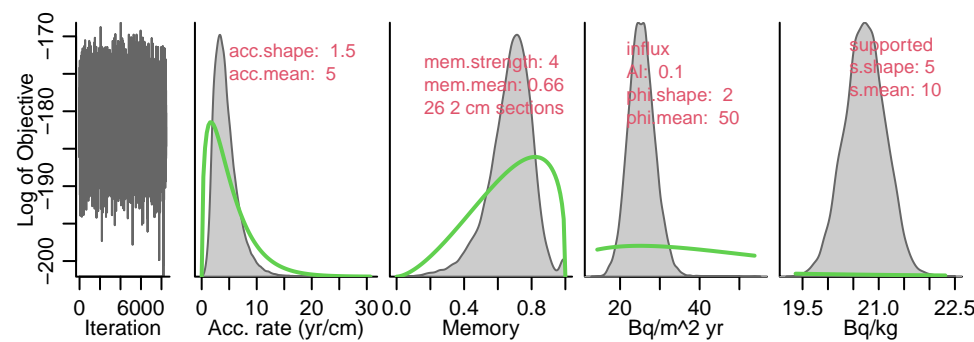 Log of Objective
−170
−180
−190
−200
0
6000
Iteration
acc.shape: 1.5
acc.mean: 5
0 10 20 30
Acc. rate (yr/cm)
mem.strength: 4
mem.mean: 0.66
26 2 cm sections
0.0 0.4 0.8
Memory
influx
Al: 0.1
phi.shape: 2
phi.mean: 50
20 40
Bq/m^2 yr
supported
s.shape: 5
s.mean: 10
19.5 21.0 22.5
Bq/kg